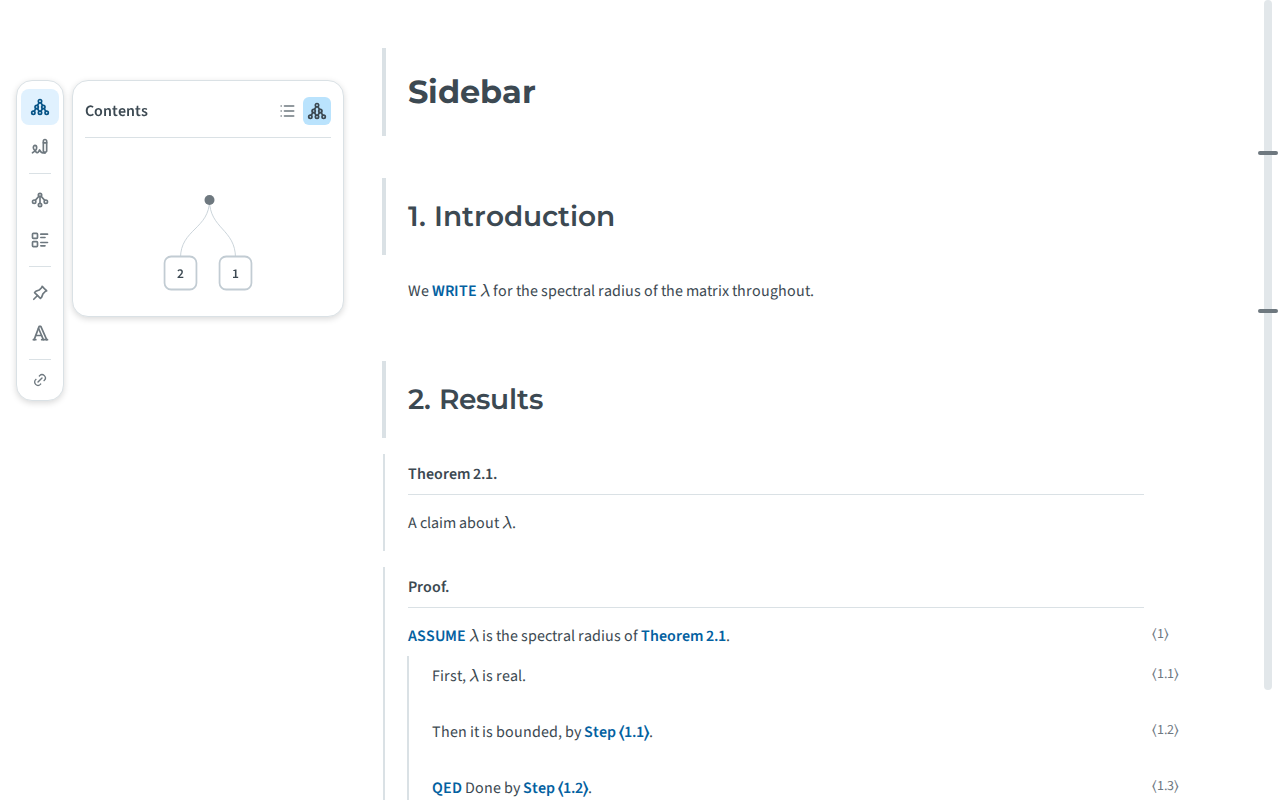 Contents
2
1
Sidebar
1. Introduction
We WRITE λ for the spectral radius of the matrix throughout.
2. Results
Theorem 2.1.
A claim about λ.
Proof.
ASSUME λ is the spectral radius of Theorem 2.1. ⟨1⟩
First, λ is real. ⟨1.1⟩
Then it is bounded, by Step ⟨1.1⟩. ⟨1.2⟩
QED Done by Step ⟨1.2⟩. ⟨1.3⟩